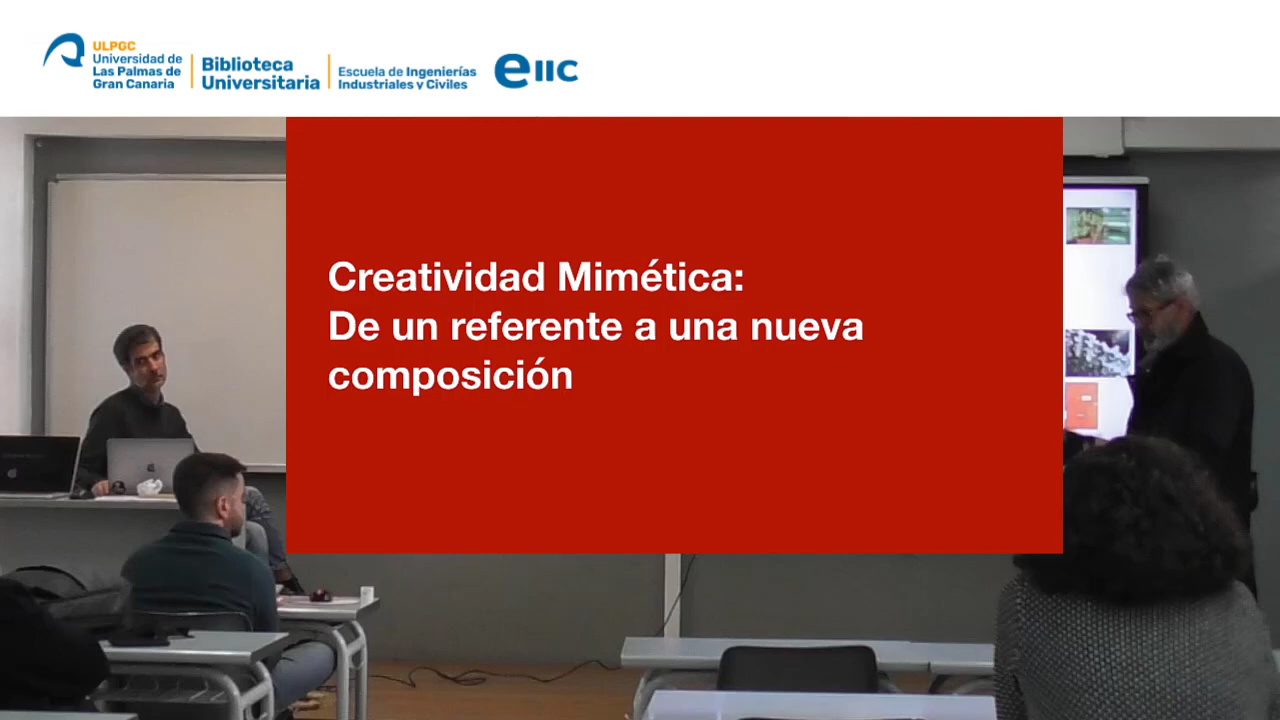 ULPGC
Universidad de
Las Palmas de
Gran Canaria
Biblioteca
Universitaria
Escuela de Ingenierías
Industriales y Civiles
eiic
Creatividad Mimética:
De un referente a una nueva
composición